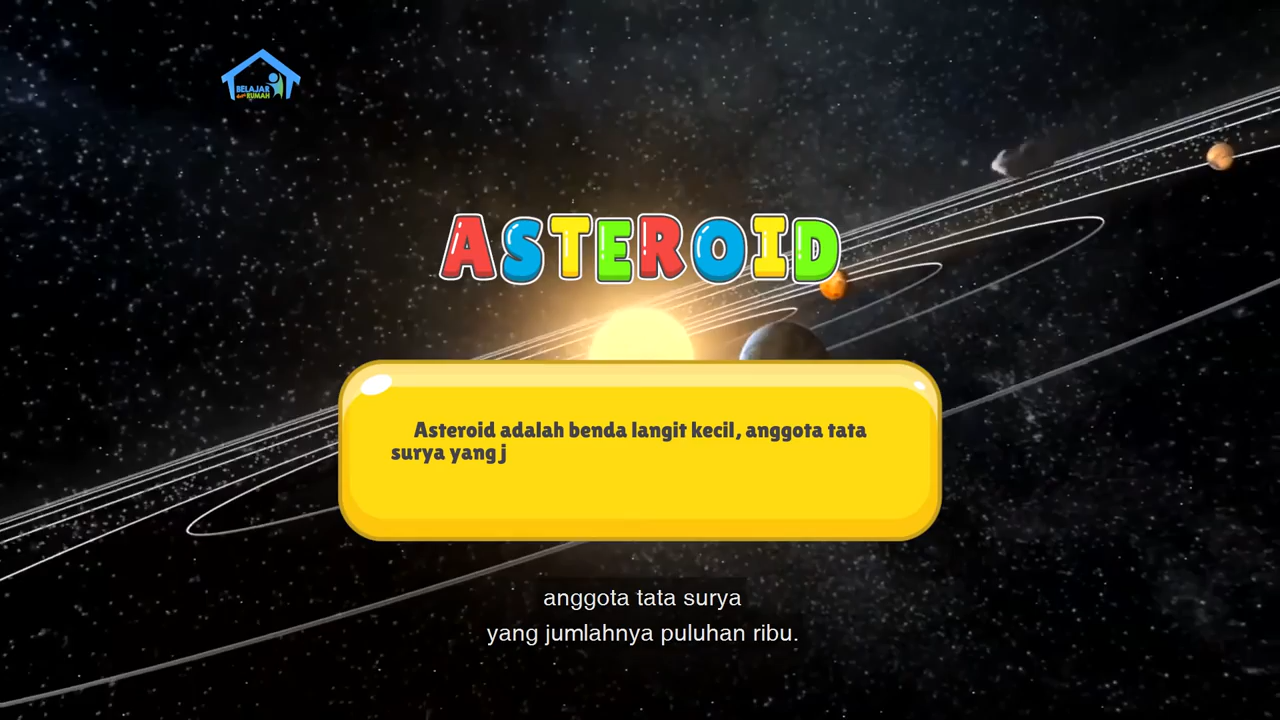 BELAJAR
dari RUMAH
ASTEROID
Asteroid adalah benda langit kecil, anggota tata
surya yang j
anggota tata surya
yang jumlahnya puluhan ribu.